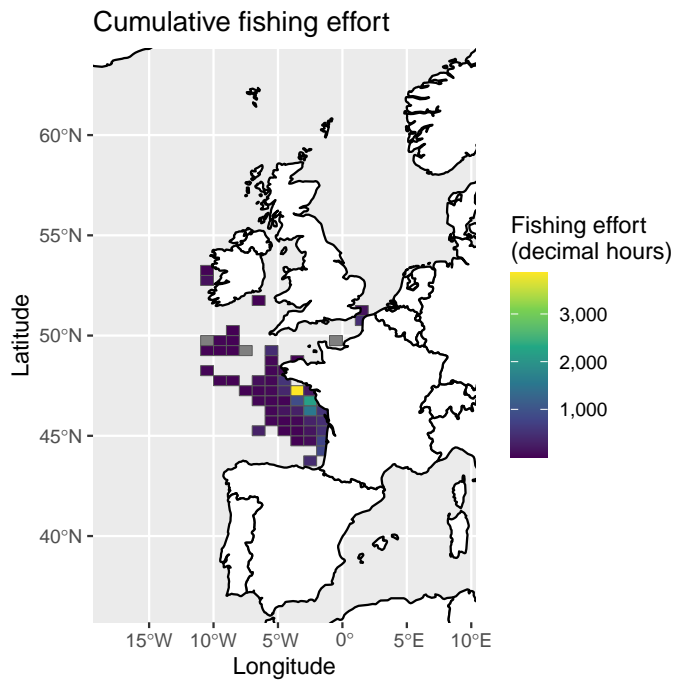 Cumulative fishing effort
60°N
55°N
50°N
45°N
40°N
Latitude
15°W
10°W
5°W
0°
5°E
10°E
Longitude
Fishing effort
(decimal hours)
3,000
2,000
1,000